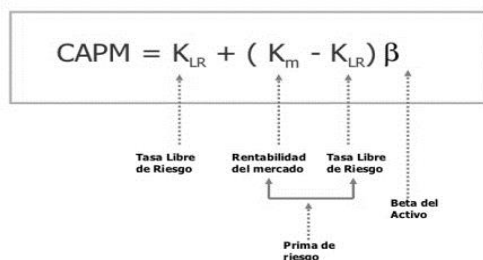 CAPM = K_LR + ( K_m - K_LR) β
Tasa Libre
de Riesgo
Rentabilidad
del mercado
Tasa Libre
de Riesgo
Beta del
Activo
Prima de
riesgo